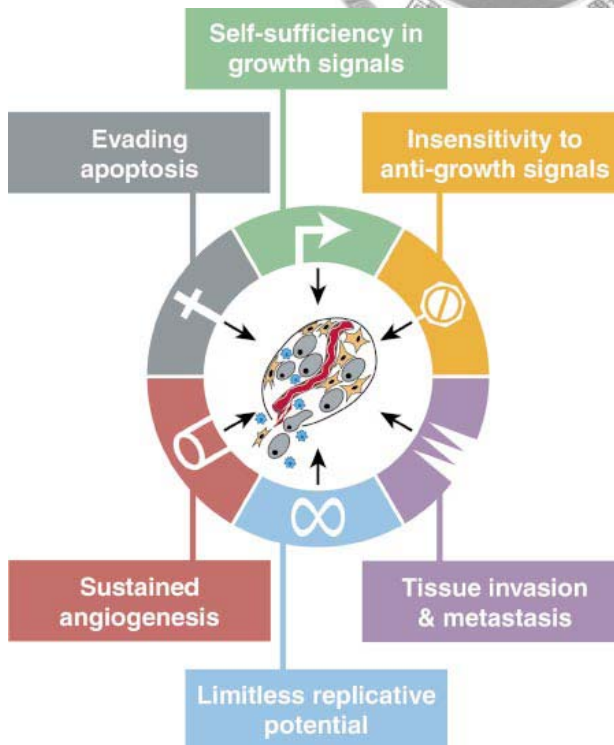 Self-sufficiency in
growth signals
Evading
apoptosis
Insensitivity to
anti-growth signals
Sustained
angiogenesis
Tissue invasion
& metastasis
Limitless replicative
potential